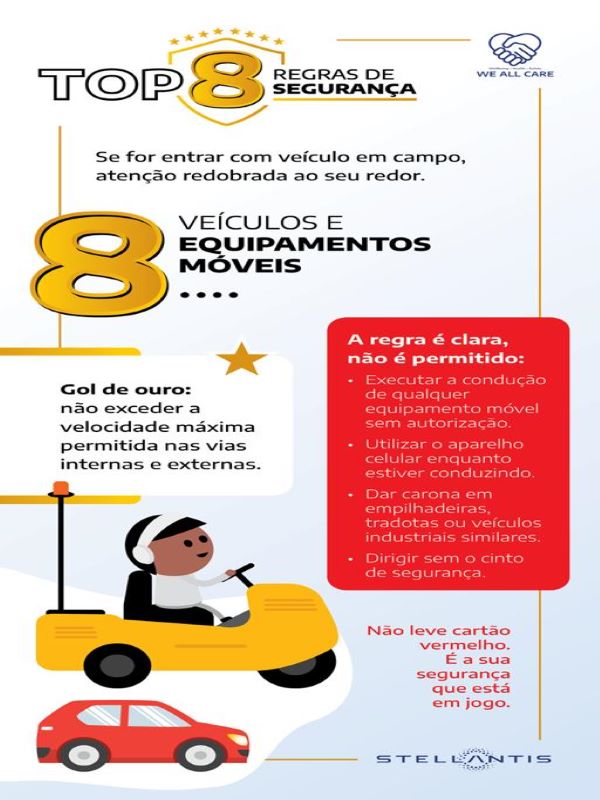 TOP 8 REGRAS DE
SEGURANÇA
WE ALL CARE
Se for entrar com veículo em campo,
atenção redobrada ao seu redor.
8 VEÍCULOS E
EQUIPAMENTOS
MÓVEIS
Gol de ouro:
não exceder a
velocidade máxima
permitida nas vias
internas e externas.
A regra é clara,
não é permitido:
• Executar a condução
de qualquer
equipamento móvel
sem autorização.
• Utilizar o aparelho
celular enquanto
estiver conduzindo.
• Dar carona em
empilhadeiras,
tradotas ou veículos
industriais similares.
• Dirigir sem o cinto
de segurança.
Não leve cartão
vermelho.
É a sua
segurança
que está
em jogo.
STELLANTIS